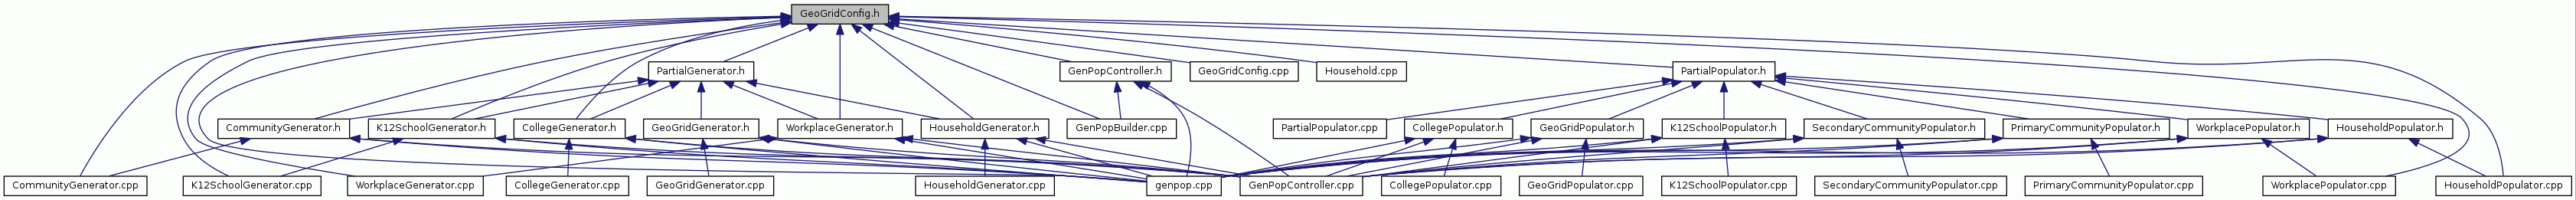 GeoGridConfig.h
PartialGenerator.h
GenPopController.h
GeoGridConfig.cpp
Household.cpp
PartialPopulator.h
CommunityGenerator.h
K12SchoolGenerator.h
CollegeGenerator.h
GeoGridGenerator.h
WorkplaceGenerator.h
HouseholdGenerator.h
GenPopBuilder.cpp
PartialPopulator.cpp
CollegePopulator.h
GeoGridPopulator.h
K12SchoolPopulator.h
SecondaryCommunityPopulator.h
PrimaryCommunityPopulator.h
WorkplacePopulator.h
HouseholdPopulator.h
CommunityGenerator.cpp
K12SchoolGenerator.cpp
WorkplaceGenerator.cpp
CollegeGenerator.cpp
GeoGridGenerator.cpp
HouseholdGenerator.cpp
genpop.cpp
GenPopController.cpp
CollegePopulator.cpp
GeoGridPopulator.cpp
K12SchoolPopulator.cpp
SecondaryCommunityPopulator.cpp
PrimaryCommunityPopulator.cpp
WorkplacePopulator.cpp
HouseholdPopulator.cpp